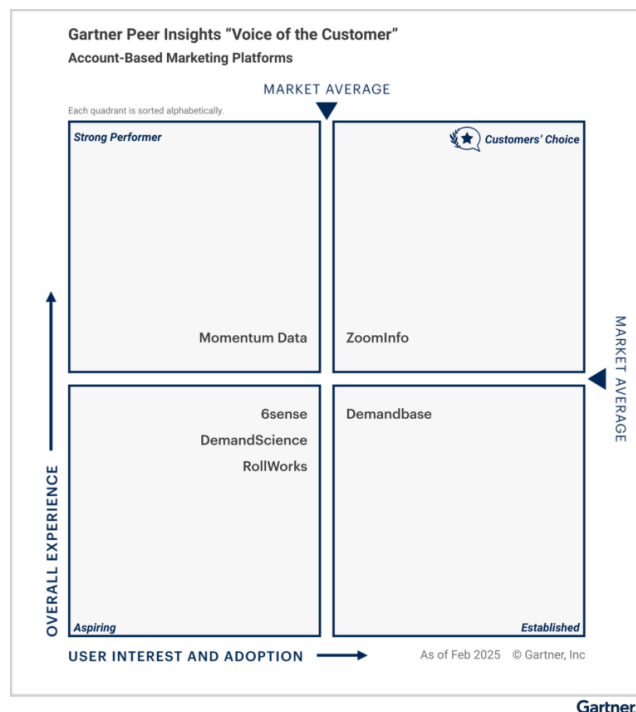 Gartner Peer Insights “Voice of the Customer”
Account-Based Marketing Platforms
MARKET AVERAGE
Each quadrant is sorted alphabetically.
Strong Performer
Customers’ Choice
Momentum Data
ZoomInfo
MARKET AVERAGE
6sense
DemandScience
RollWorks
Demandbase
OVERALL EXPERIENCE
Aspiring
Established
USER INTEREST AND ADOPTION
As of Feb 2025 © Gartner, Inc
Gartner